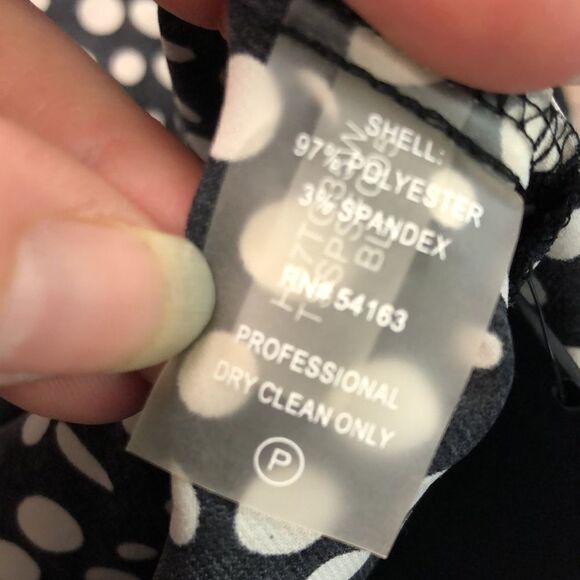 SHELL:
97% POLYESTER
3% SPANDEX
RN# 54163
PROFESSIONAL
DRY CLEAN ONLY
P